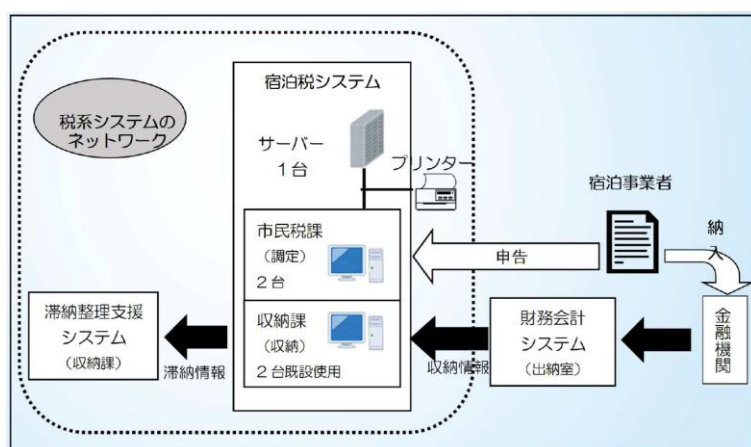 宿泊税システム
税系システムの
ネットワーク
サーバー
1台
プリンター
宿泊事業者
市民税課
（調定）
2台
申告
納
入
滞納整理支援
システム
（収納課）
滞納情報
収納課
（収納）
2台既設使用
収納情報
財務会計
システム
（出納室）
金融機関